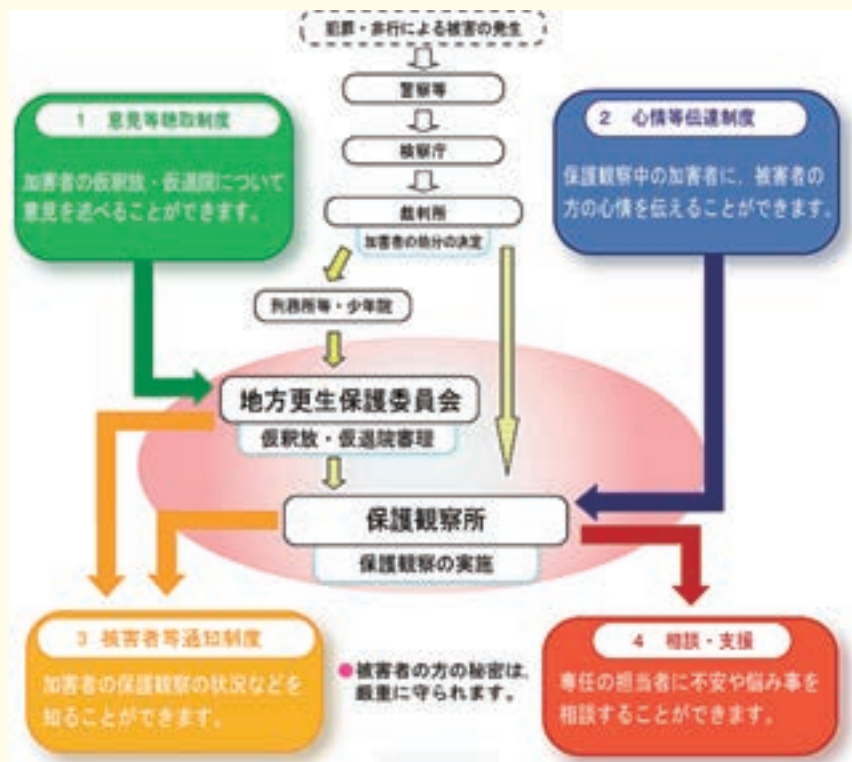 犯罪・非行による被害の発生
警察等
検察庁
裁判所
加害者の処分の決定
刑務所等・少年院
1 意見等聴取制度
加害者の仮釈放・仮退院について
意見を述べることができます。
2 心情等伝達制度
保護観察中の加害者に、被害者の
方の心情を伝えることができます。
地方更生保護委員会
仮釈放・仮退院審理
保護観察所
保護観察の実施
3 被害者等通知制度
加害者の保護観察の状況などを
知ることができます。
●被害者の方の秘密は、
厳重に守られます。
4 相談・支援
専任の担当者に不安や悩み事を
相談することができます。